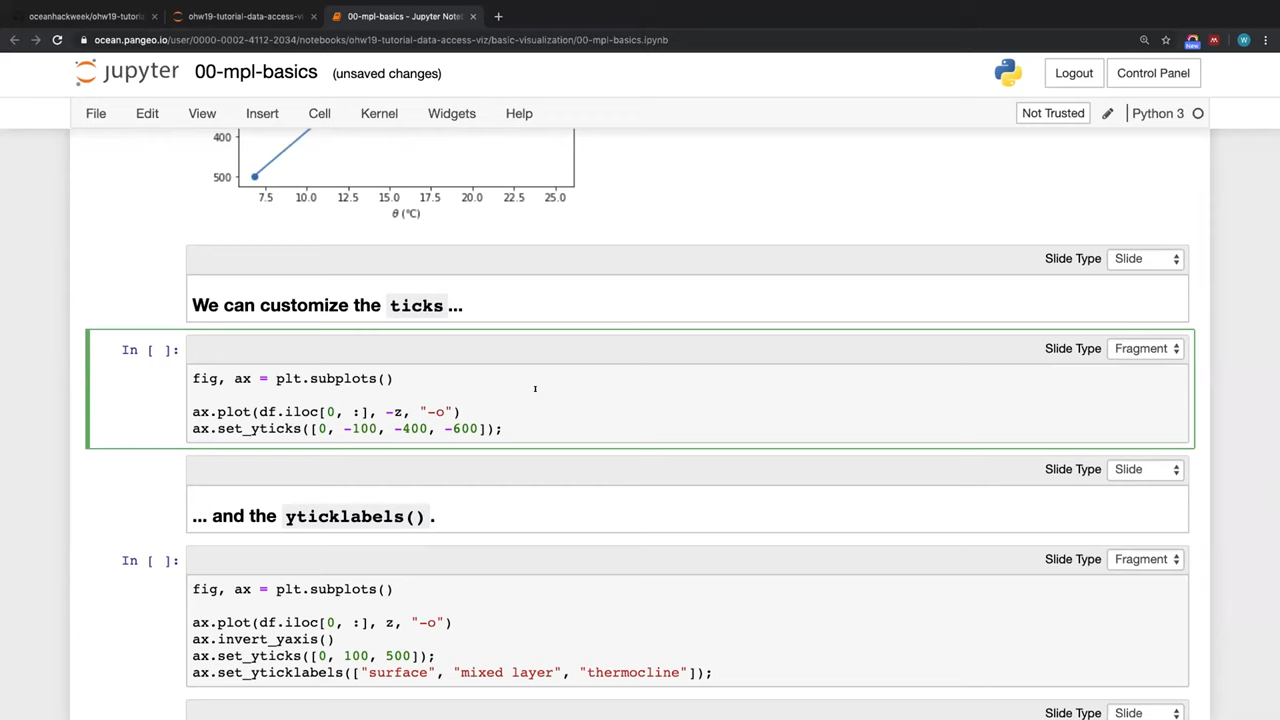 oceanhackweek/ohw19-tutoria
ohw19-tutorial-data-access-vi
00-mpl-basics - Jupyter Note
ocean.pangeo.io/user/0000-0002-4112-2034/notebooks/ohw19-tutorial-data-access-viz/basic-visualization/00-mpl-basics.ipynb
New
W
jupyter 00-mpl-basics (unsaved changes)
Logout
Control Panel
File Edit View Insert Cell Kernel Widgets Help
Not Trusted
Python 3
400
500
7.5 10.0 12.5 15.0 17.5 20.0 22.5 25.0
θ (°C)
Slide Type Slide
We can customize the ticks ...
In [ ]:
Slide Type Fragment
fig, ax = plt.subplots()
ax.plot(df.iloc[0, :], -z, "-o")
ax.set_yticks([0, -100, -400, -600]);
Slide Type Slide
... and the yticklabels().
In [ ]:
Slide Type Fragment
fig, ax = plt.subplots()
ax.plot(df.iloc[0, :], z, "-o")
ax.invert_yaxis()
ax.set_yticks([0, 100, 500]);
ax.set_yticklabels(["surface", "mixed layer", "thermocline"]);
Slide Type Slide